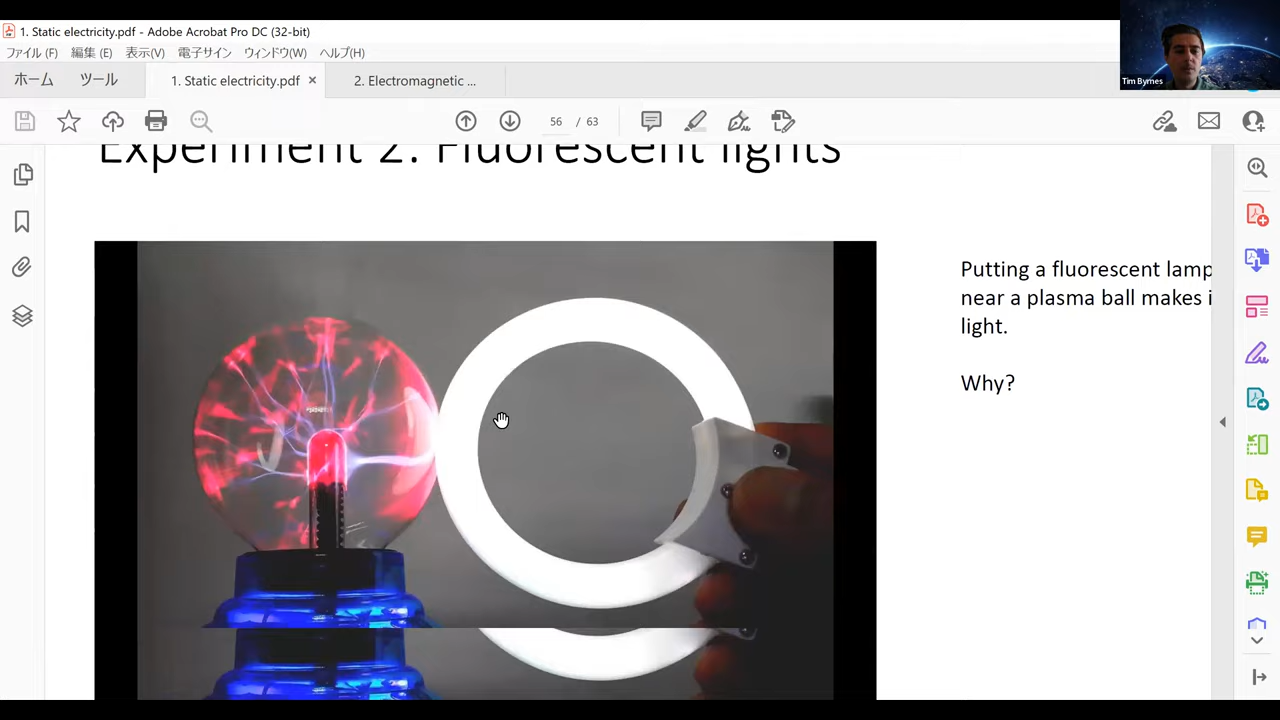 1. Static electricity.pdf - Adobe Acrobat Pro DC (32-bit)
ファイル(F) 編集(E) 表示(V) 電子サイン ウィンドウ(W) ヘルプ(H)
ホーム ツール 1. Static electricity.pdf × 2. Electromagnetic ...
56 / 63
Tim Byrnes
Experiment 2: Fluorescent lights
Putting a fluorescent lamp
near a plasma ball makes i
light.
Why?